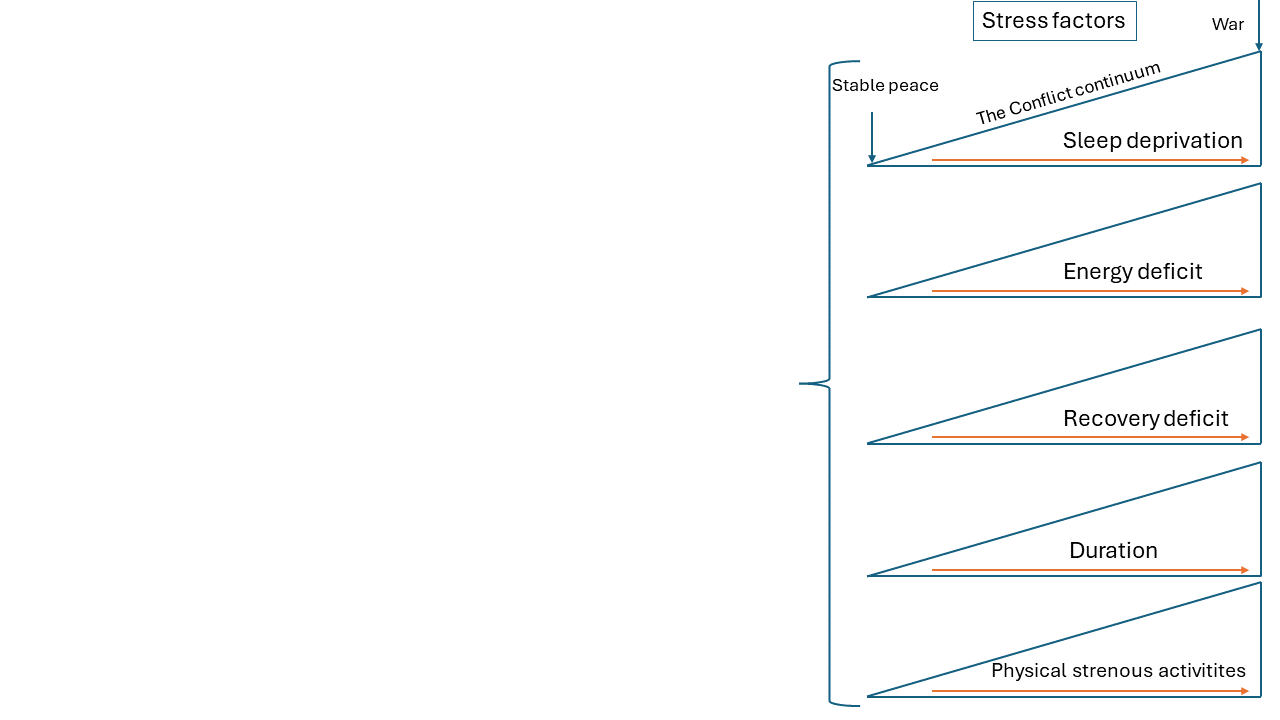 Stress factors
War
Stable peace
The Conflict continuum
Sleep deprivation
Energy deficit
Recovery deficit
Duration
Physical strenous activitites